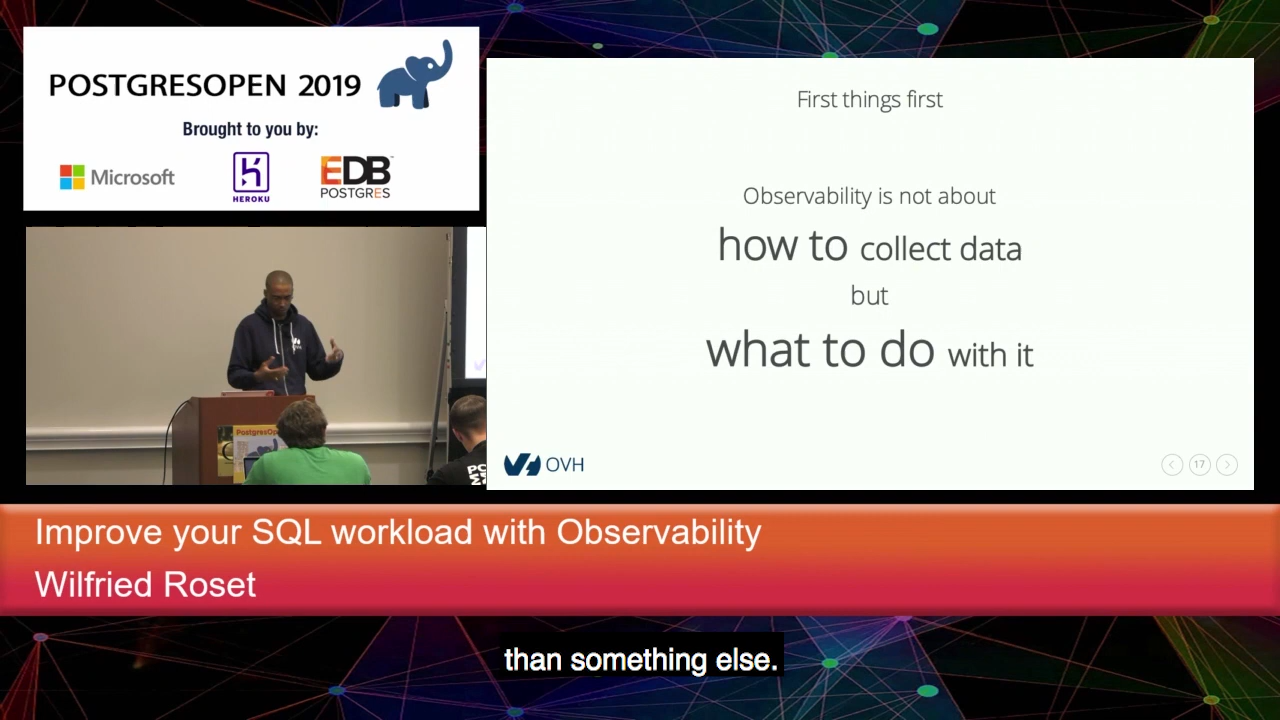 POSTGRESOPEN 2019
Brought to you by:
Microsoft
HEROKU
EDB
POSTGRES
First things first
Observability is not about
how to collect data
but
what to do with it
OVH
17
PostgresOp
PO
Improve your SQL workload with Observability
Wilfried Roset
than something else.